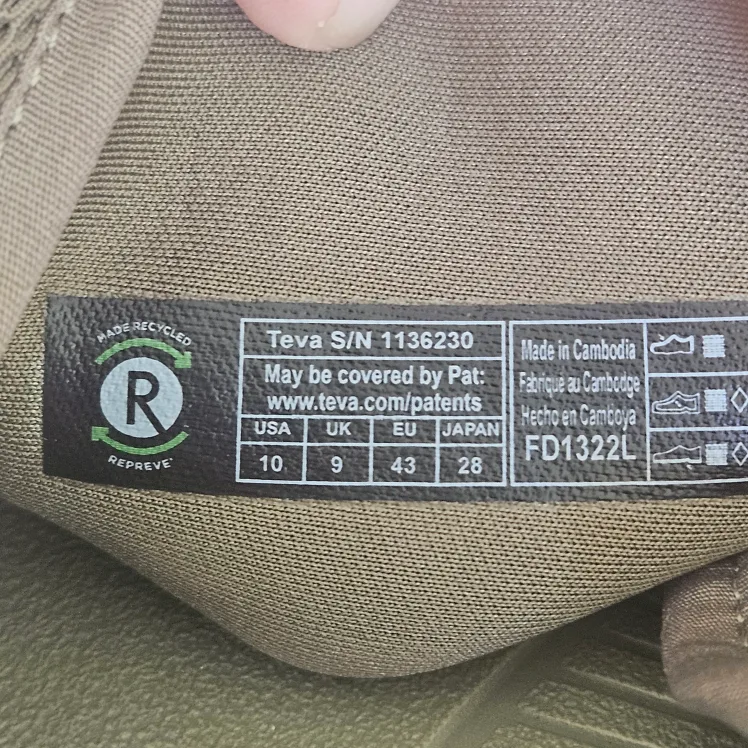 MADE RECYCLED
R
REPREVE®
Teva S/N 1136230
May be covered by Pat:
www.teva.com/patents
USA UK EU JAPAN
10 9 43 28
Made in Cambodia
Fabriqué au Cambodge
Hecho en Camboya
FD1322L